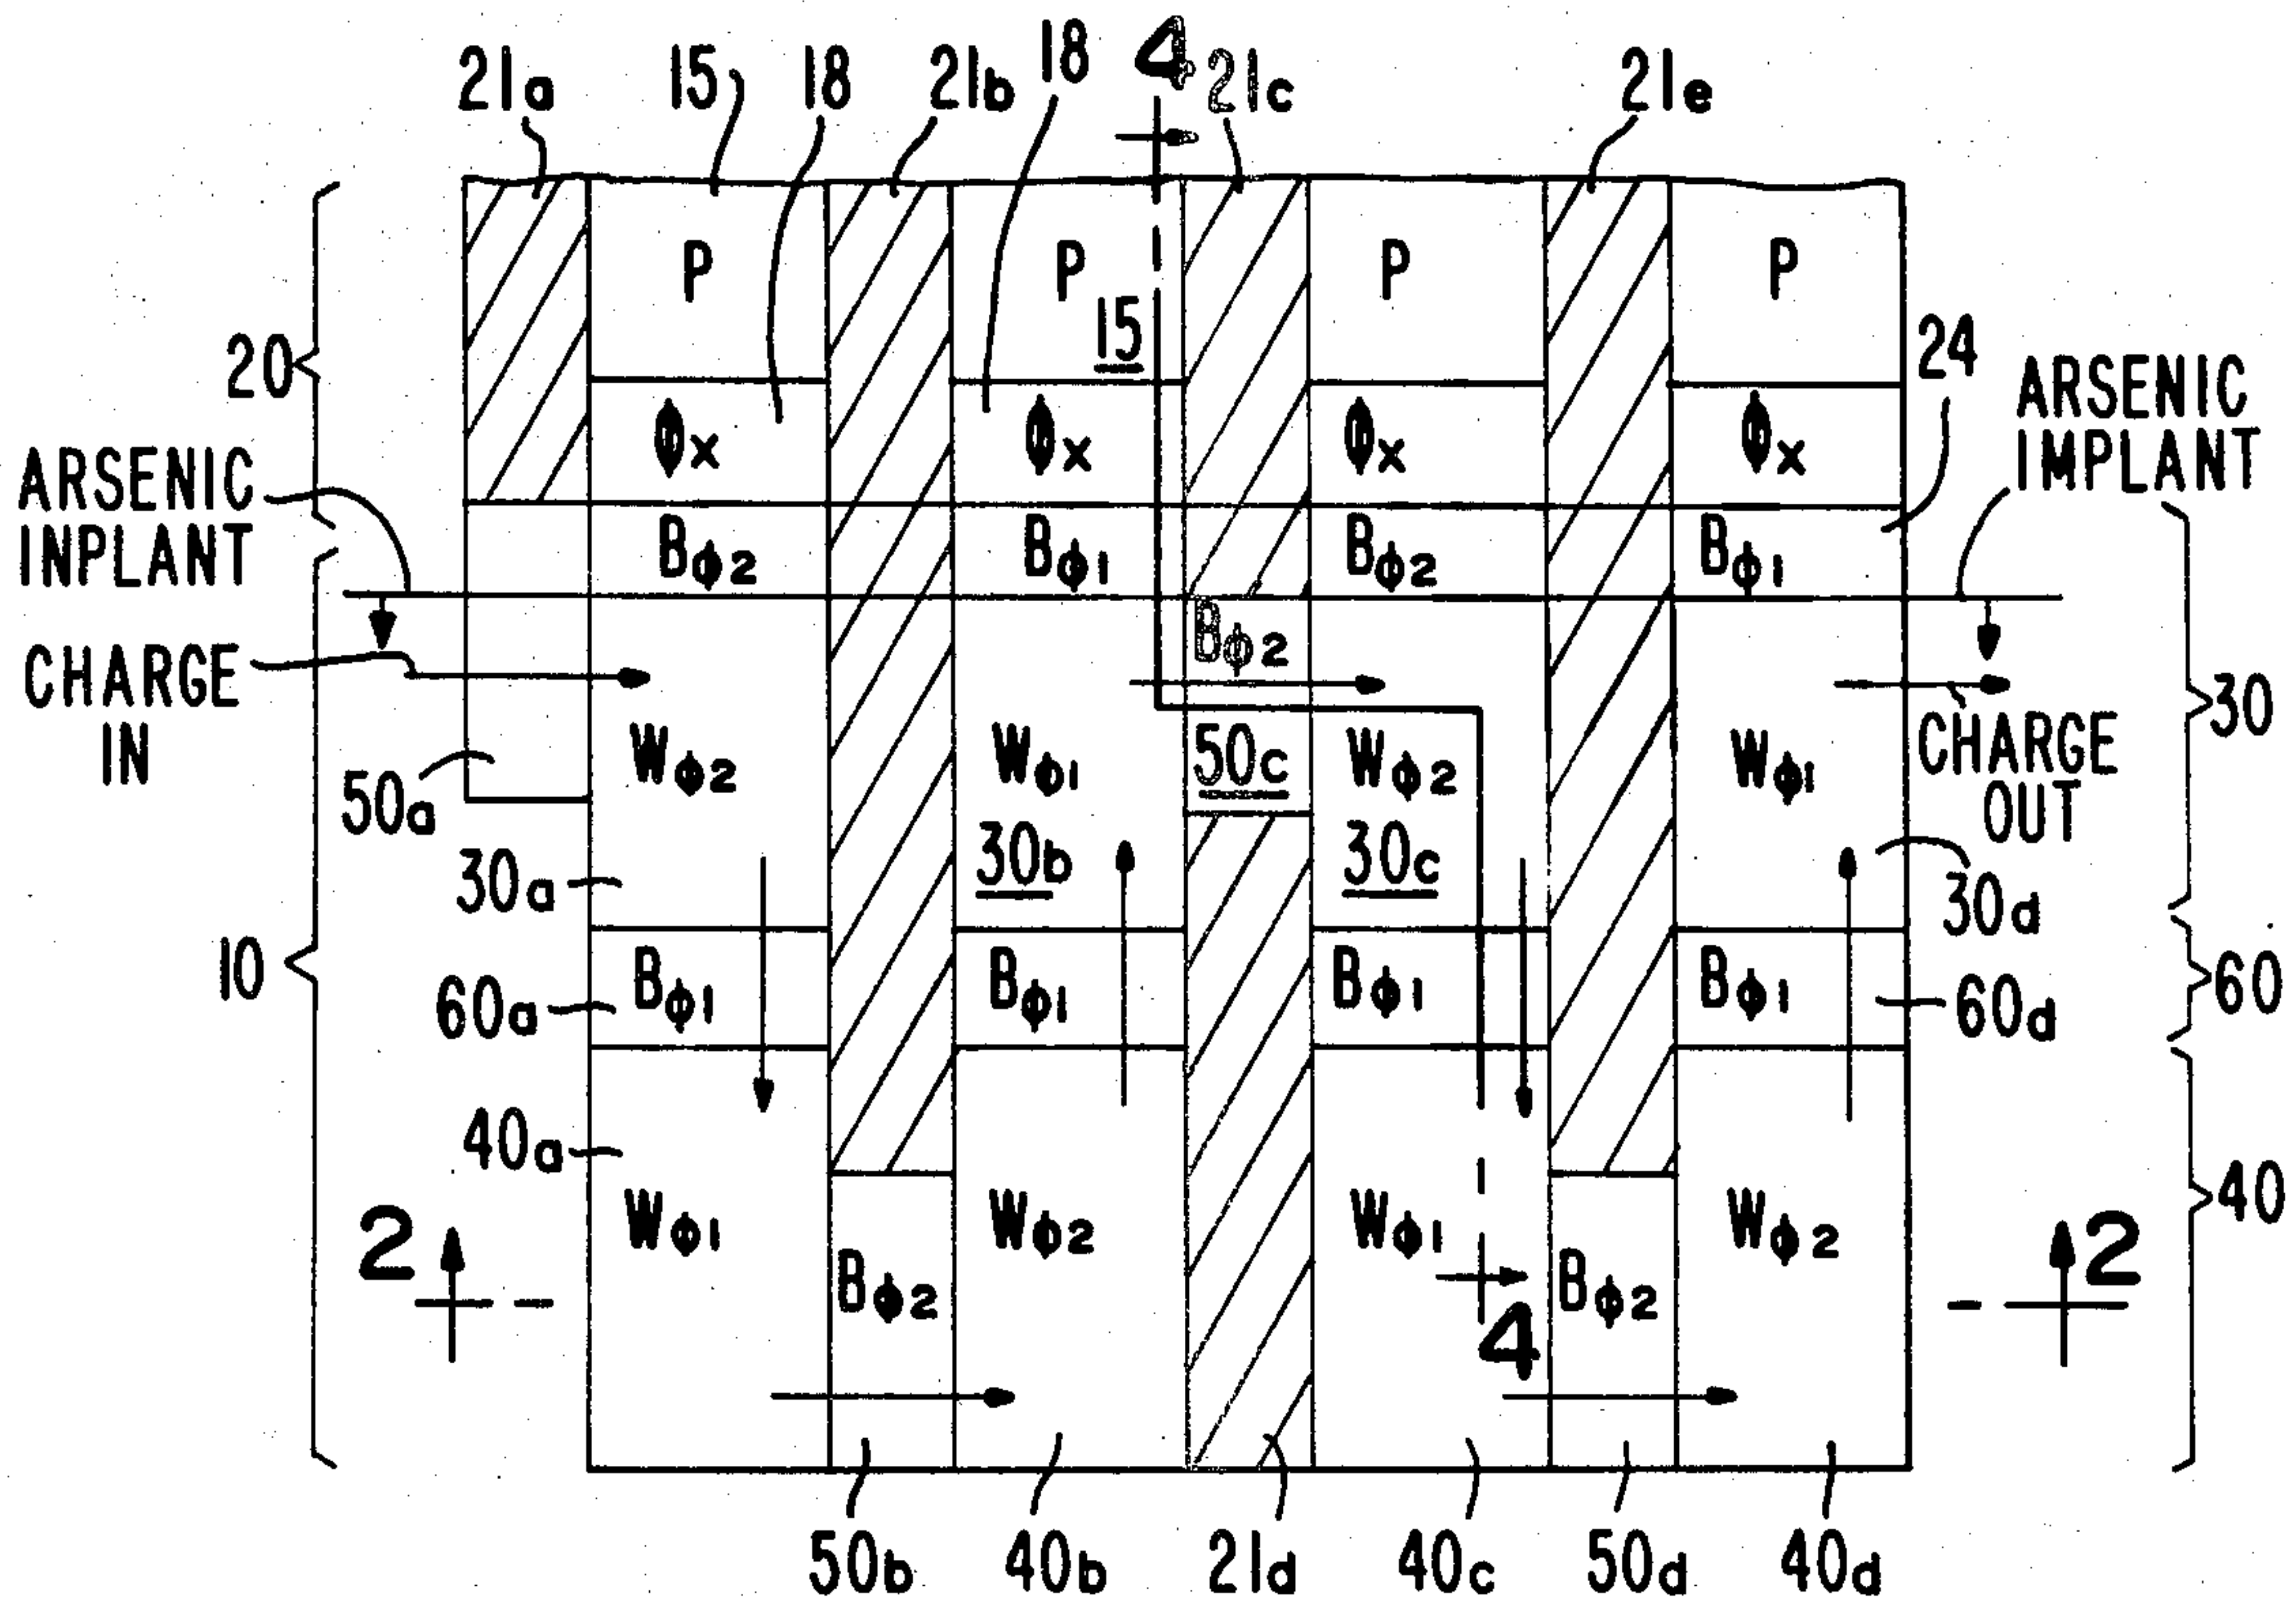 21a 15 18 21b 18 4 21c 21e
P P P P
15
20
24
ARSENIC
IMPLANT
ΦX ΦX ΦX ΦX
ARSENIC
INPLANT
Bφ2 Bφ1 Bφ2 Bφ1
Bφ2
CHARGE
IN
30
CHARGE
OUT
Wφ2 Wφ1 50c Wφ2 Wφ1
50a
30a 30b 30c 30d
10
60a Bφ1 Bφ1 Bφ1 Bφ1 60d 60
40a
40
Wφ1 Wφ2 Wφ1 Wφ2
2 2
Bφ2 Bφ2
4
50b 40b 21d 40c 50d 40d